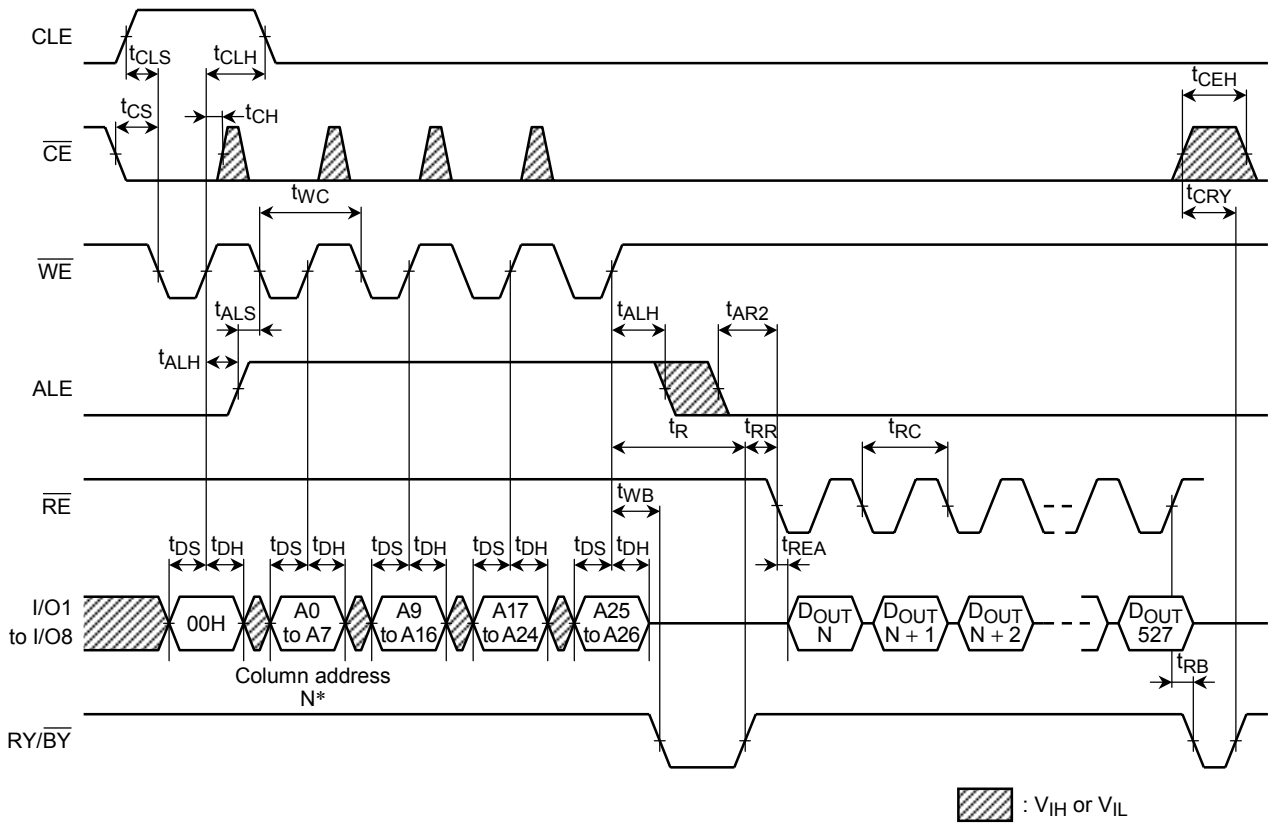 CLE
tCLS
tCLH
tCEH
tCS
tCH
CE
tWC
tCRY
WE
tALS
tALH
tAR2
tALH
ALE
tR
tRR
tRC
RE
tWB
tREA
tDS
tDH
tDS
tDH
tDS
tDH
tDS
tDH
tDS
tDH
I/O1
to I/O8
00H
A0
to A7
A9
to A16
A17
to A24
A25
to A26
DOUT
N
DOUT
N + 1
DOUT
N + 2
DOUT
527
Column address
N*
tRB
RY/BY
: VIH or VIL